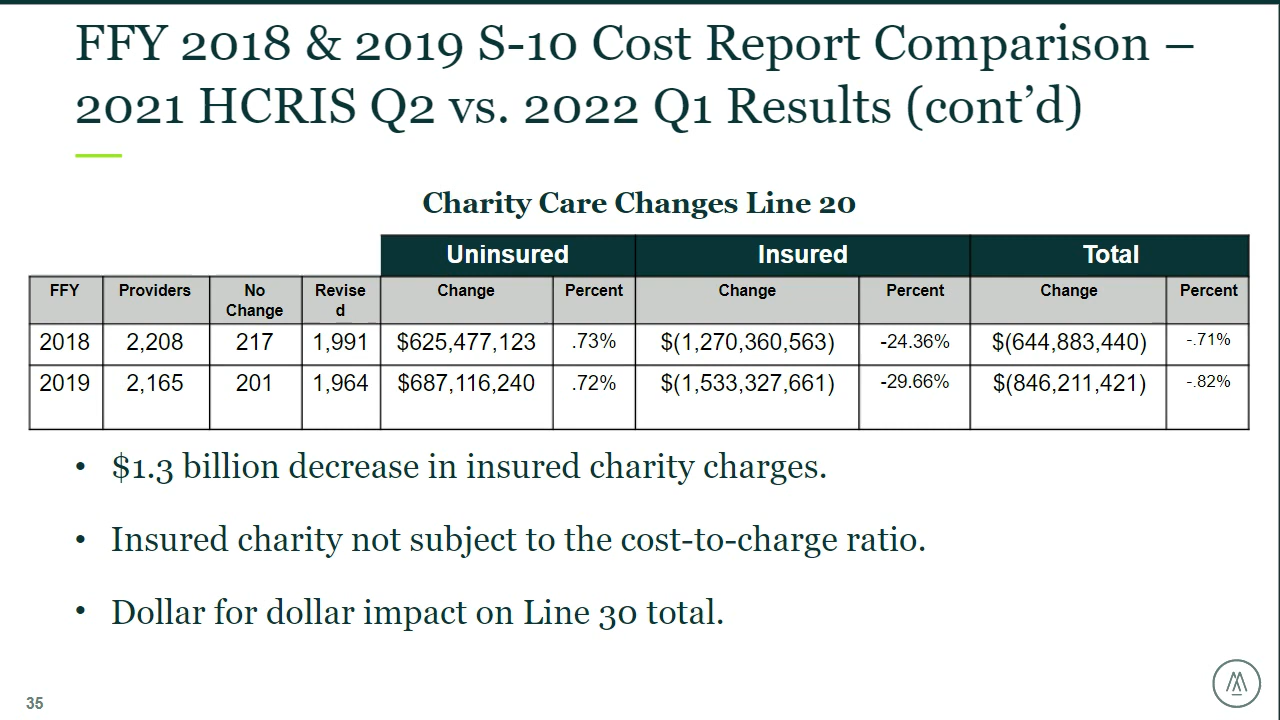 FFY 2018 & 2019 S-10 Cost Report Comparison –
2021 HCRIS Q2 vs. 2022 Q1 Results (cont’d)
Charity Care Changes Line 20
Uninsured Insured Total
FFY Providers No Change Revise d Change Percent Change Percent Change Percent
2018 2,208 217 1,991 $625,477,123 .73% $(1,270,360,563) -24.36% $(644,883,440) -.71%
2019 2,165 201 1,964 $687,116,240 .72% $(1,533,327,661) -29.66% $(846,211,421) -.82%
• $1.3 billion decrease in insured charity charges.
• Insured charity not subject to the cost-to-charge ratio.
• Dollar for dollar impact on Line 30 total.
35